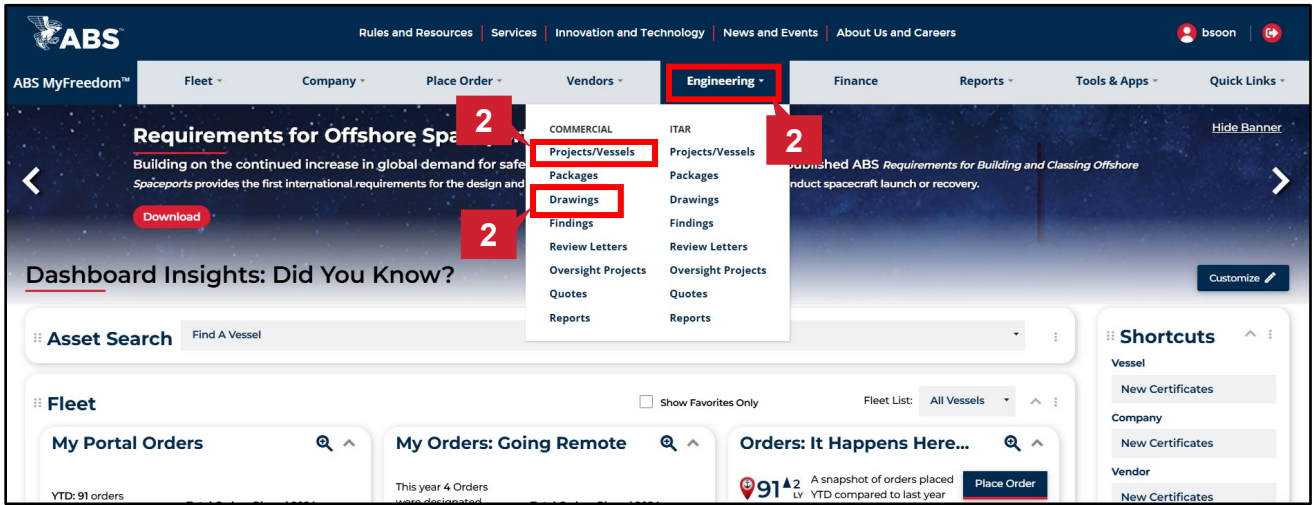 ABS
Rules and Resources | Services | Innovation and Technology | News and Events | About Us and Careers
bsoon
ABS MyFreedom™ Fleet Company Place Order Vendors Engineering Finance Reports Tools & Apps Quick Links
2
2
2
COMMERCIAL
Projects/Vessels
Packages
Drawings
Findings
Review Letters
Oversight Projects
Quotes
Reports
ITAR
Projects/Vessels
Packages
Drawings
Findings
Review Letters
Oversight Projects
Quotes
Reports
Hide Banner
Requirements for Offshore
Building on the continued increase in global demand for safe ABS Requirements for Building and Classing Offshore
Spaceports provides the first international requirements for the design and nduct spacecraft launch or recovery.
Download
Dashboard Insights: Did You Know?
Customize
Asset Search Find A Vessel
Shortcuts
Vessel
New Certificates
Company
New Certificates
Vendor
New Certificates
Fleet
Show Favorites Only
Fleet List: All Vessels
My Portal Orders
YTD: 91 orders
My Orders: Going Remote
This year 4 Orders
were designated
Orders: It Happens Here...
91 2 LY
A snapshot of orders placed
YTD compared to last year
Place Order